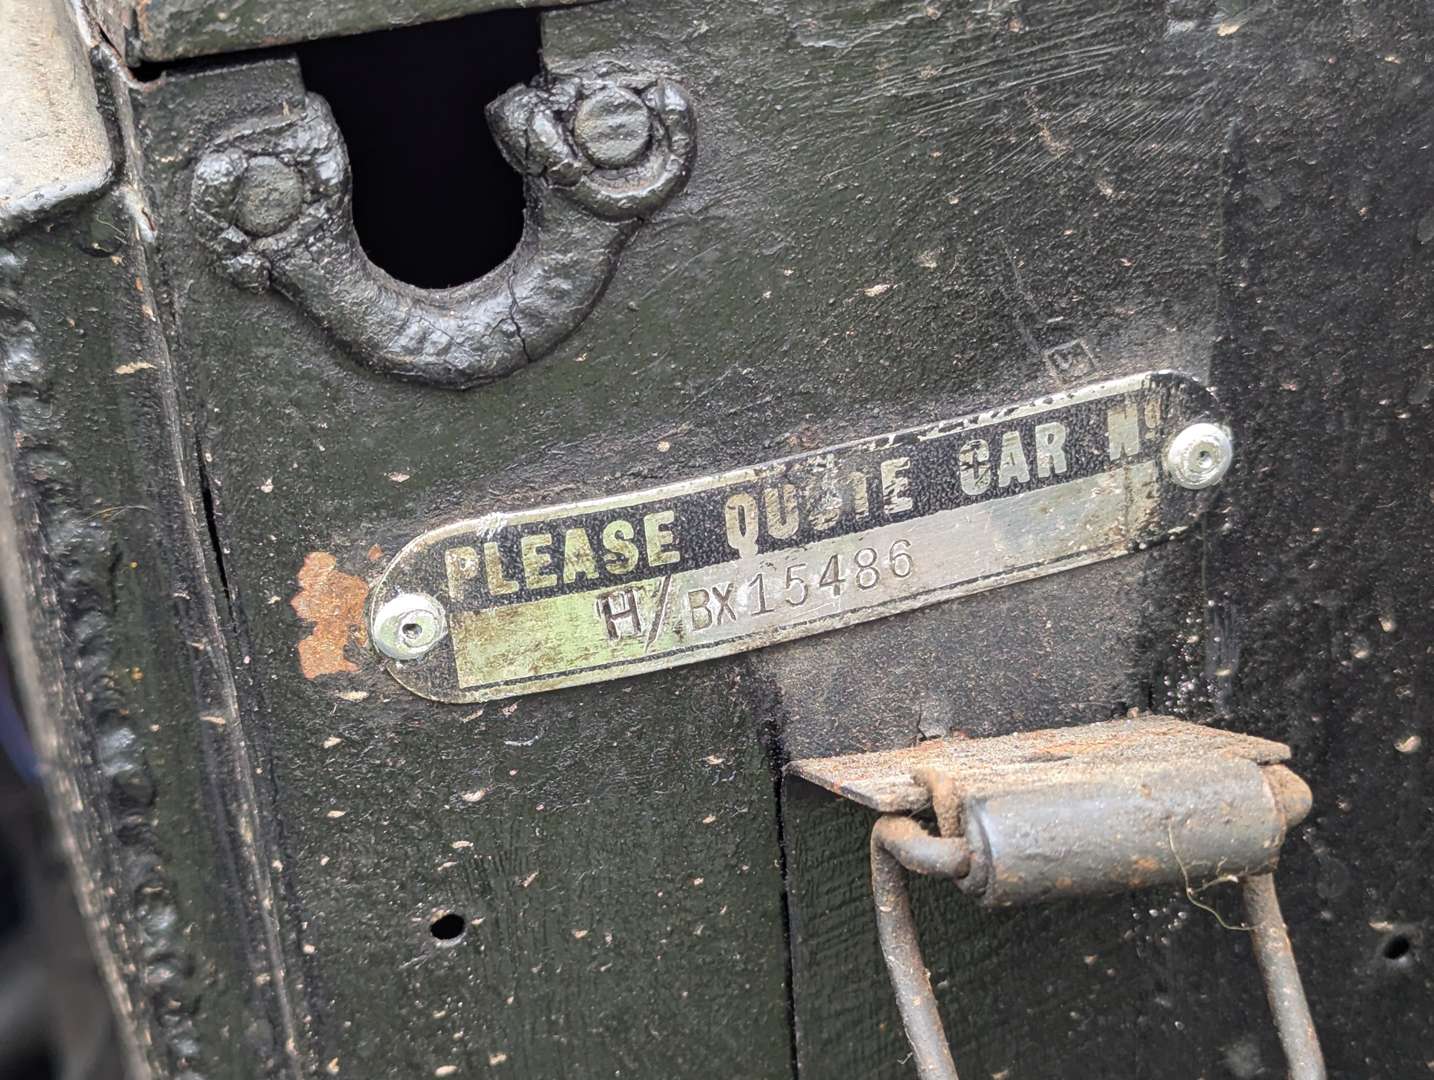 PLEASE QUOTE CAR Nº
H/BX15486